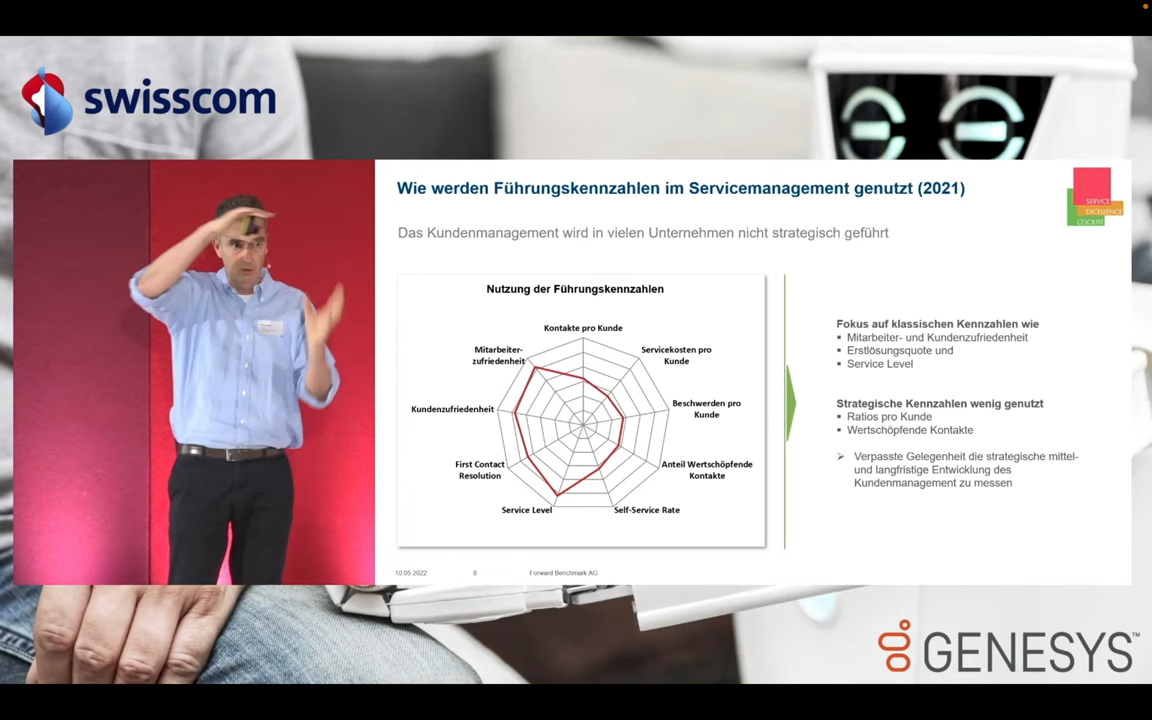 swisscom
Wie werden Führungskennzahlen im Servicemanagement genutzt (2021)
SERVICE
EXCELLENCE
COCKPIT
Das Kundenmanagement wird in vielen Unternehmen nicht strategisch geführt
Nutzung der Führungskennzahlen
Kontakte pro Kunde
Mitarbeiter-
zufriedenheit
Servicekosten pro
Kunde
Kundenzufriedenheit
Beschwerden pro
Kunde
First Contact
Resolution
Anteil Wertschöpfende
Kontakte
Service Level
Self-Service Rate
Fokus auf klassischen Kennzahlen wie
▪ Mitarbeiter- und Kundenzufriedenheit
▪ Erstlösungsquote und
▪ Service Level
Strategische Kennzahlen wenig genutzt
▪ Ratios pro Kunde
▪ Wertschöpfende Kontakte
➢ Verpasste Gelegenheit die strategische mittel-
und langfristige Entwicklung des
Kundenmanagement zu messen
10.05.2022 8 Forward Benchmark AG
GENESYS™